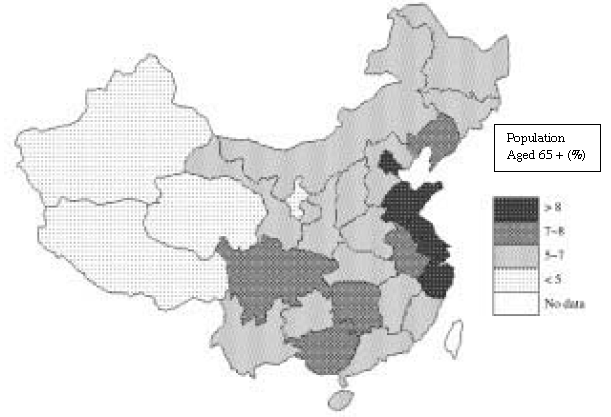 Population
Aged 65 + (%)
> 8
7–8
5–7
< 5
No data